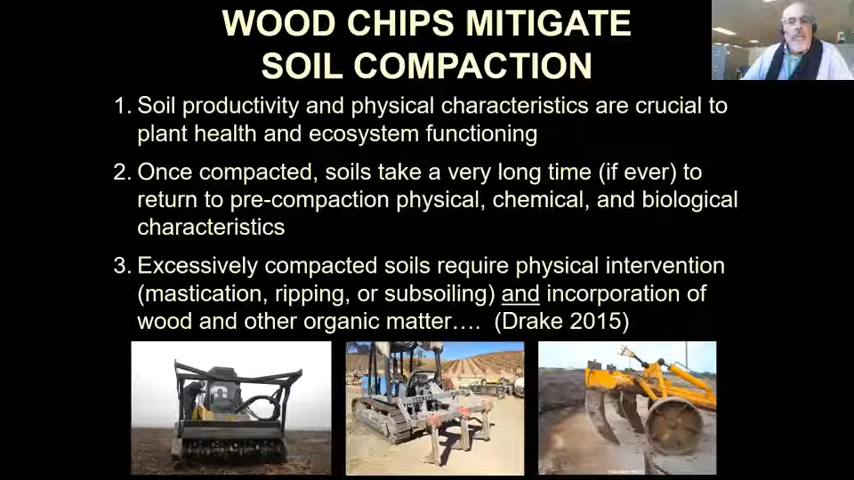 WOOD CHIPS MITIGATE
SOIL COMPACTION
1. Soil productivity and physical characteristics are crucial to
plant health and ecosystem functioning
2. Once compacted, soils take a very long time (if ever) to
return to pre-compaction physical, chemical, and biological
characteristics
3. Excessively compacted soils require physical intervention
(mastication, ripping, or subsoiling) and incorporation of
wood and other organic matter…. (Drake 2015)